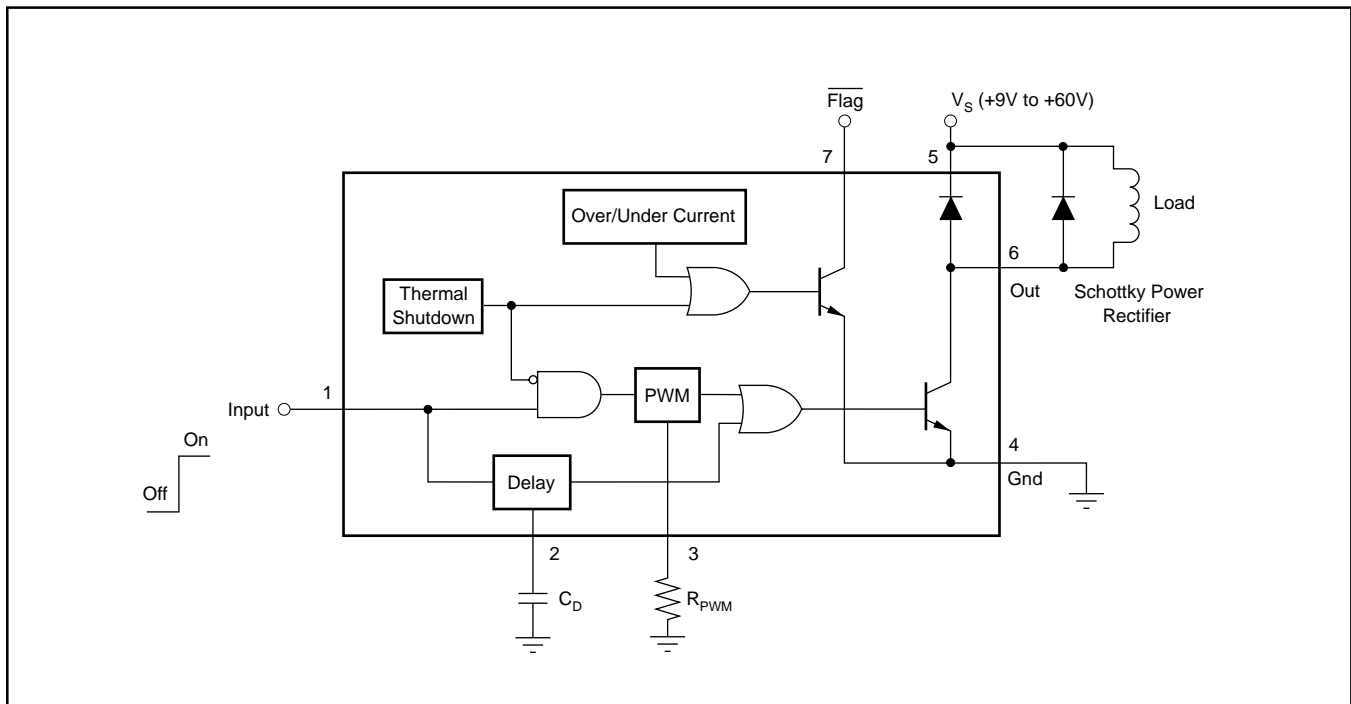 Flag
V_S (+9V to +60V)
7
5
Over/Under Current
Load
6
Thermal
Shutdown
Out
Schottky Power
Rectifier
1
PWM
Input
On
4
Delay
Gnd
Off
2
3
C_D
R_PWM